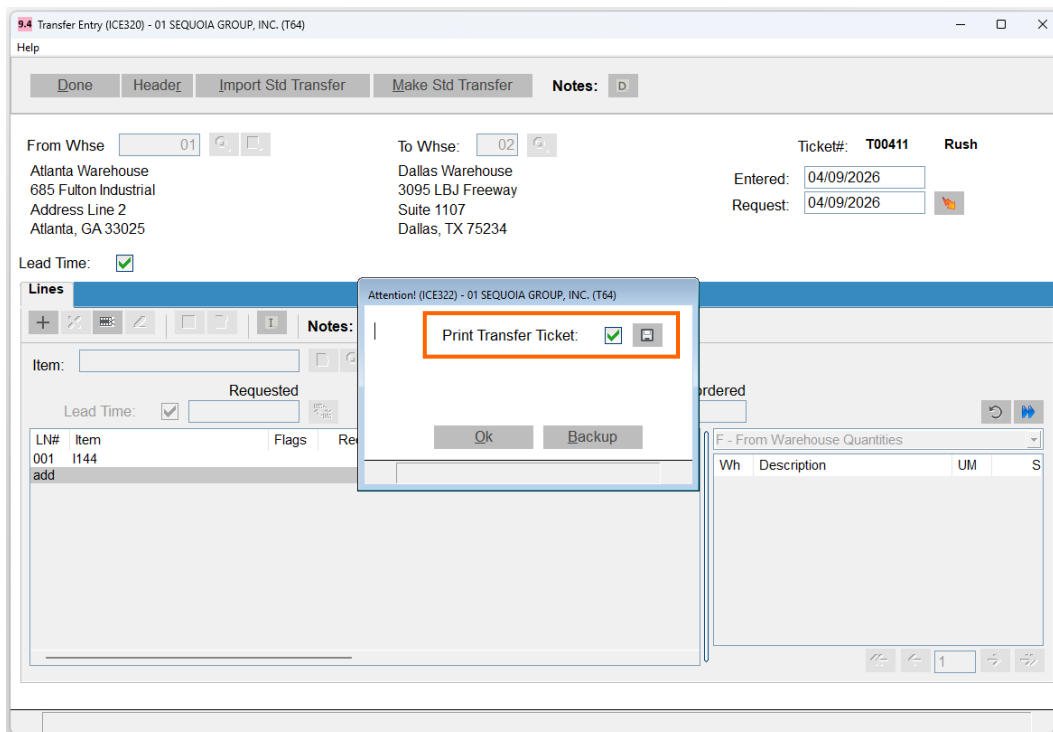 9.4 Transfer Entry (ICE320) - 01 SEQUOIA GROUP, INC. (T64)
Help
Done Header Import Std Transfer Make Std Transfer Notes: D
From Whse 01 To Whse: 02 Ticket#: T00411 Rush
Atlanta Warehouse Dallas Warehouse
685 Fulton Industrial 3095 LBJ Freeway Entered: 04/09/2026
Address Line 2 Suite 1107 Request: 04/09/2026
Atlanta, GA 33025 Dallas, TX 75234
Lead Time:
Lines
Attention! (ICE322) - 01 SEQUOIA GROUP, INC. (T64)
I Notes:
Print Transfer Ticket:
Item:
Requested
Lead Time:
Ok Backup
LN# Item Flags
F - From Warehouse Quantities
001 I144
Wh Description UM S
add
1